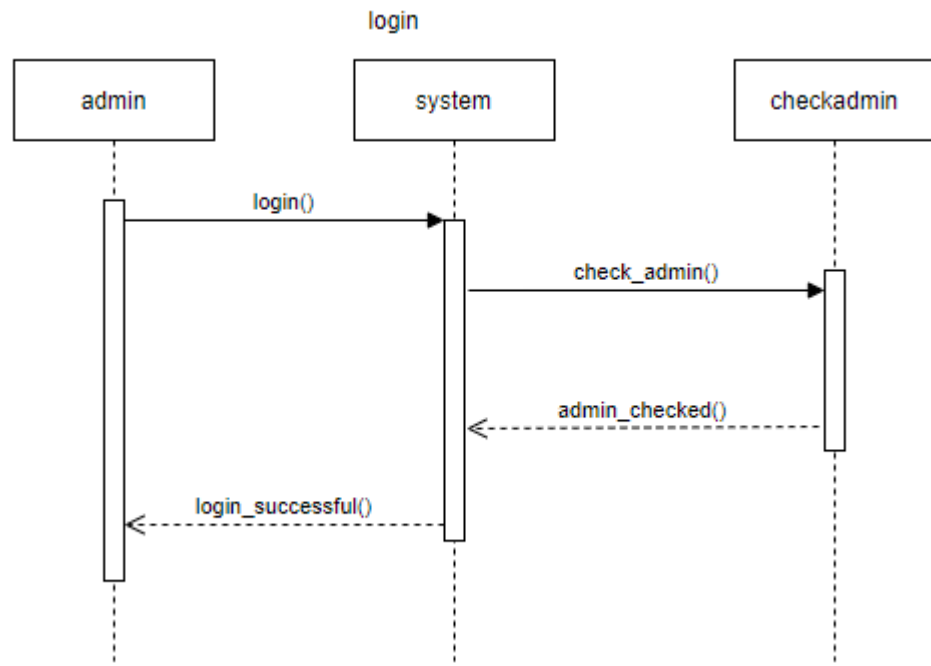 login
admin
system
checkadmin
login()
check_admin()
admin_checked()
login_successful()